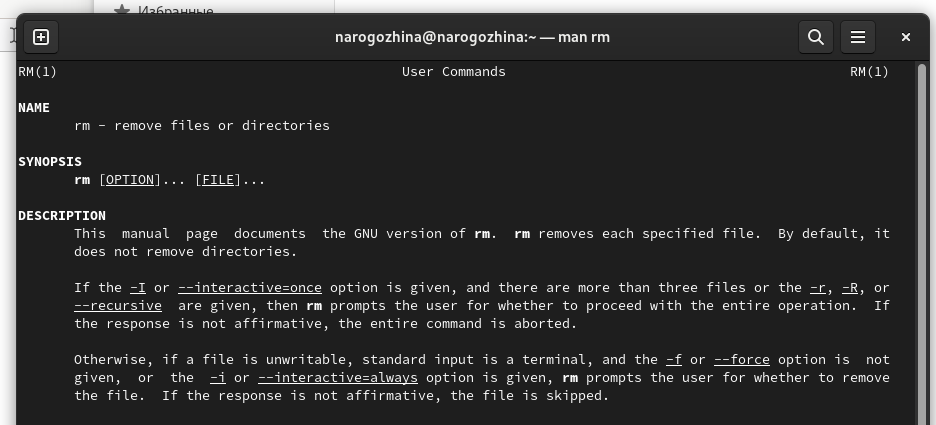 Избранные
narogozhina@narogozhina:~ — man rm
RM(1) User Commands RM(1)
NAME
rm - remove files or directories
SYNOPSIS
rm [OPTION]... [FILE]...
DESCRIPTION
This manual page documents the GNU version of rm. rm removes each specified file. By default, it
does not remove directories.
If the -I or --interactive=once option is given, and there are more than three files or the -r, -R, or
--recursive are given, then rm prompts the user for whether to proceed with the entire operation. If
the response is not affirmative, the entire command is aborted.
Otherwise, if a file is unwritable, standard input is a terminal, and the -f or --force option is not
given, or the -i or --interactive=always option is given, rm prompts the user for whether to remove
the file. If the response is not affirmative, the file is skipped.